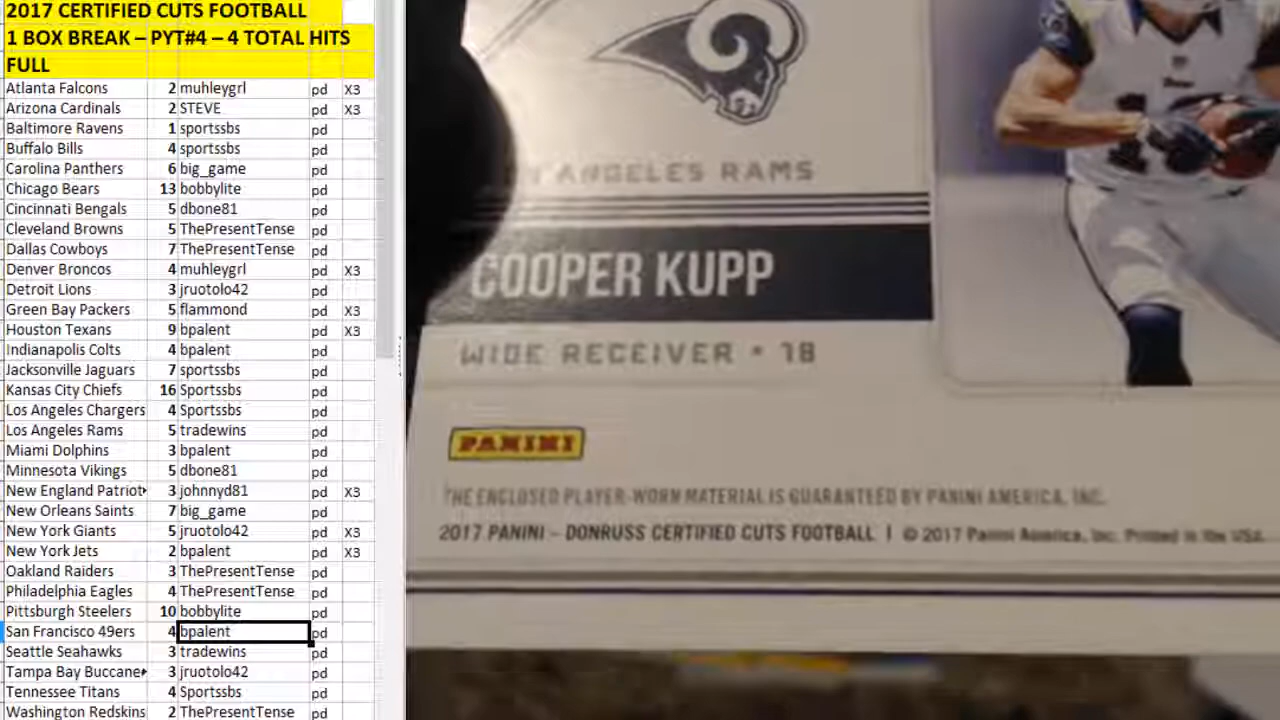 2017 CERTIFIED CUTS FOOTBALL
1 BOX BREAK – PYT#4 – 4 TOTAL HITS
FULL
Atlanta Falcons 2 muhleygrl pd X3
Arizona Cardinals 2 STEVE pd X3
Baltimore Ravens 1 sportssbs pd
Buffalo Bills 4 sportssbs pd
Carolina Panthers 6 big_game pd
Chicago Bears 13 bobbylite pd
Cincinnati Bengals 5 dbone81 pd
Cleveland Browns 5 ThePresentTense pd
Dallas Cowboys 7 ThePresentTense pd
Denver Broncos 4 muhleygrl pd X3
Detroit Lions 3 jruotolo42 pd
Green Bay Packers 5 flammond pd X3
Houston Texans 9 bpalent pd X3
Indianapolis Colts 4 bpalent pd
Jacksonville Jaguars 7 sportssbs pd
Kansas City Chiefs 16 Sportssbs pd
Los Angeles Chargers 4 Sportssbs pd
Los Angeles Rams 5 tradewins pd
Miami Dolphins 3 bpalent pd
Minnesota Vikings 5 dbone81 pd
New England Patriot 3 johnnyd81 pd X3
New Orleans Saints 7 big_game pd
New York Giants 5 jruotolo42 pd X3
New York Jets 2 bpalent pd X3
Oakland Raiders 3 ThePresentTense pd
Philadelphia Eagles 4 ThePresentTense pd
Pittsburgh Steelers 10 bobbylite pd
San Francisco 49ers 4 bpalent pd
Seattle Seahawks 3 tradewins pd
Tampa Bay Buccane 3 jruotolo42 pd
Tennessee Titans 4 Sportssbs pd
Washington Redskins 2 ThePresentTense pd
ANGELES RAMS
COOPER KUPP
WIDE RECEIVER • 18
PANINI
THE ENCLOSED PLAYER-WORN MATERIAL IS GUARANTEED BY PANINI AMERICA, INC.
2017 PANINI – DONRUSS CERTIFIED CUTS FOOTBALL | © 2017 Panini America, Inc. Printed in the USA.
18